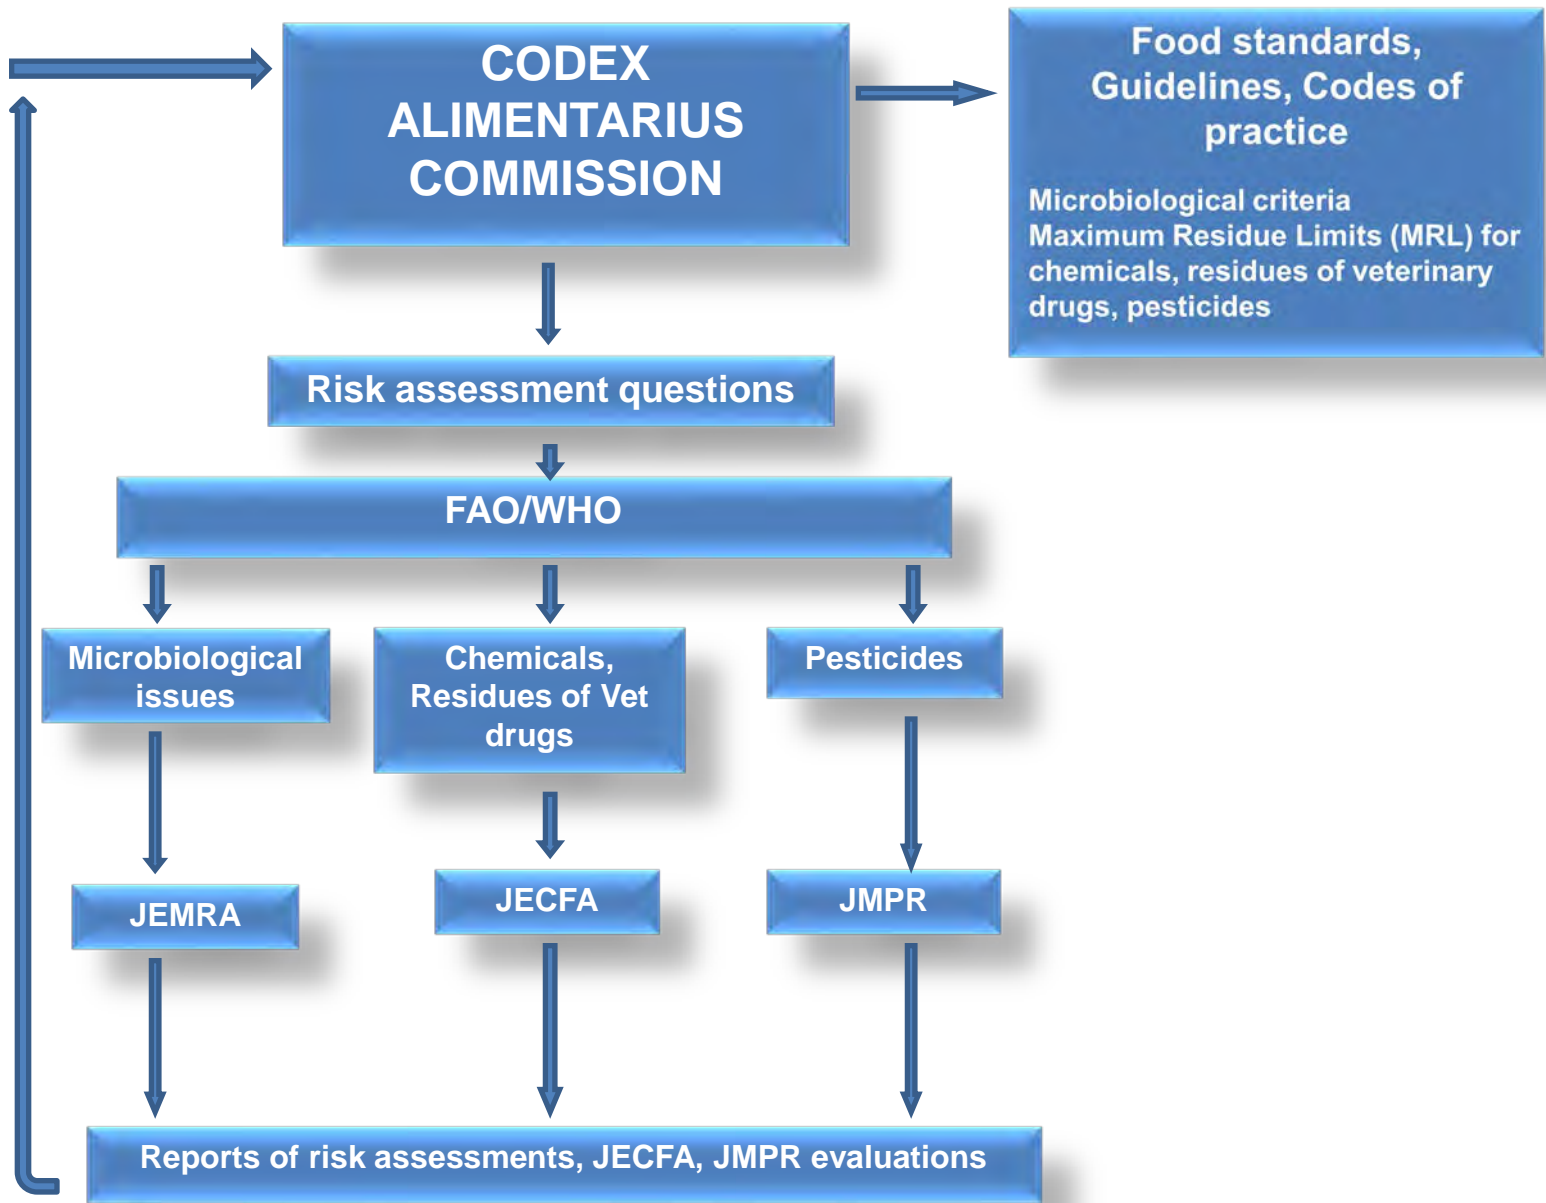 CODEX
ALIMENTARIUS
COMMISSION
Food standards,
Guidelines, Codes of
practice
Microbiological criteria
Maximum Residue Limits (MRL) for
chemicals, residues of veterinary
drugs, pesticides
Risk assessment questions
FAO/WHO
Microbiological
issues
Chemicals,
Residues of Vet
drugs
Pesticides
JEMRA
JECFA
JMPR
Reports of risk assessments, JECFA, JMPR evaluations